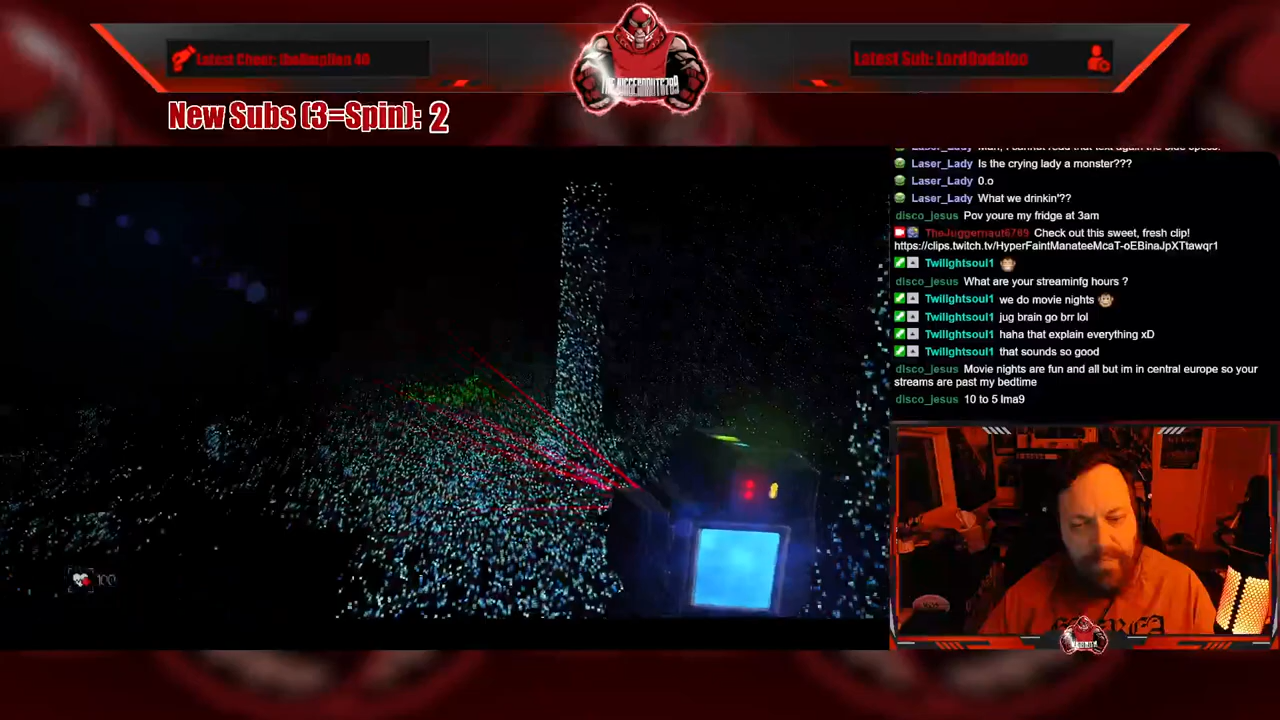 Latest Cheer:
Latest Sub: LordOodaloo
THEJUGGERNAUT6789
New Subs (3=Spin): 2
Laser_Lady Is the crying lady a monster???
Laser_Lady 0.o
Laser_Lady What we drinkin'??
disco_jesus Pov youre my fridge at 3am
TheJuggernaut6789 Check out this sweet, fresh clip!
https://clips.twitch.tv/HyperFaintManateeMcaT-oEBinaJpXTtawqr1
Twilightsoul1
disco_jesus What are your streaminfg hours ?
Twilightsoul1 we do movie nights
Twilightsoul1 jug brain go brr lol
Twilightsoul1 haha that explain everything xD
Twilightsoul1 that sounds so good
disco_jesus Movie nights are fun and all but im in central europe so your
streams are past my bedtime
disco_jesus 10 to 5 lma9
100